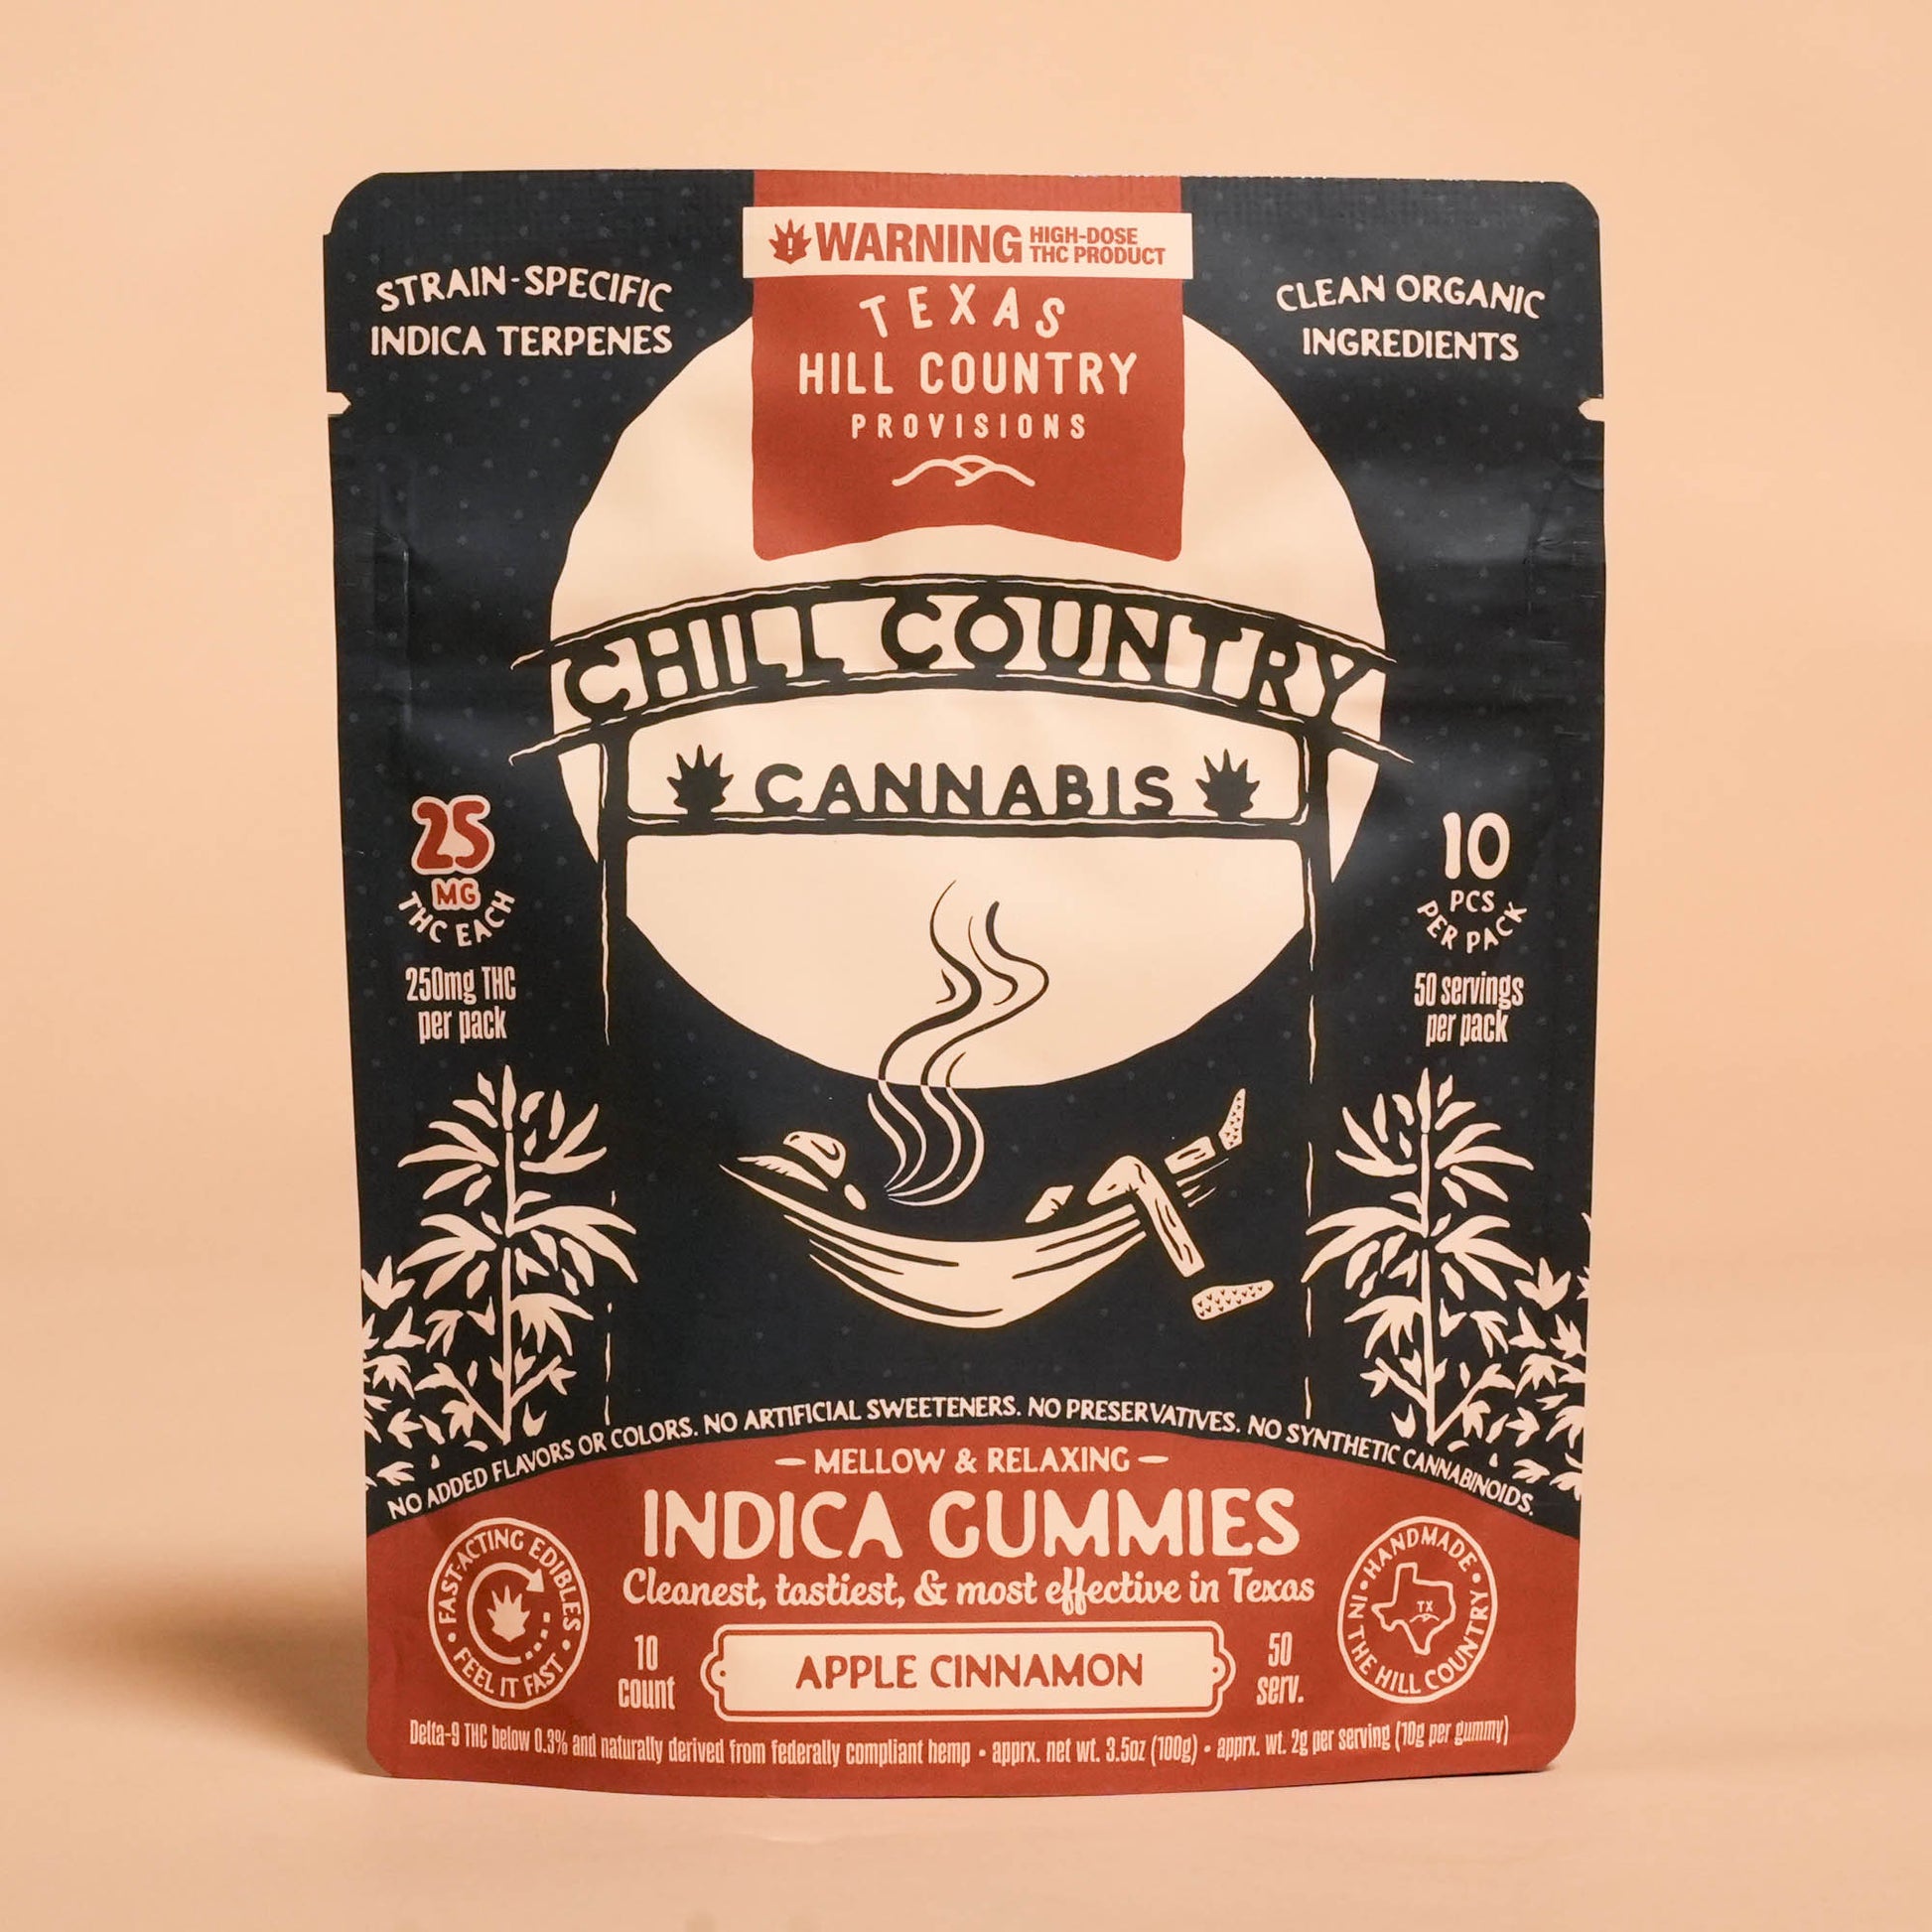 WARNING HIGH-DOSE
THC PRODUCT
STRAIN-SPECIFIC
INDICA TERPENES
TEXAS
HILL COUNTRY
PROVISIONS
CLEAN ORGANIC
INGREDIENTS
CHILL COUNTRY
CANNABIS
25
MG
THC EACH
250mg THC
per pack
10
PCS
PER PACK
50 servings
per pack
NO ADDED FLAVORS OR COLORS. NO ARTIFICIAL SWEETENERS. NO PRESERVATIVES. NO SYNTHETIC CANNABINOIDS.
MELLOW & RELAXING
INDICA GUMMIES
Cleanest, tastiest, & most effective in Texas
FAST-ACTING EDIBLES
FEEL IT FAST
10
count
APPLE CINNAMON
50
serv.
HANDMADE
IN THE HILL COUNTRY
TX
Delta-9 THC below 0.3% and naturally derived from federally compliant hemp • apprx. net wt. 3.5oz (100g) • apprx. wt. 2g per serving (10g per gummy)